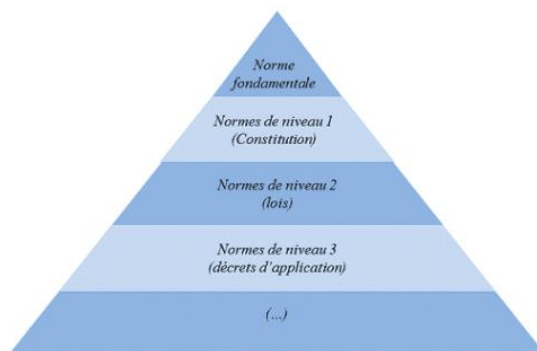 Norme
fondamentale
Normes de niveau 1
(Constitution)
Normes de niveau 2
(lois)
Normes de niveau 3
(décrets d'application)
(...)